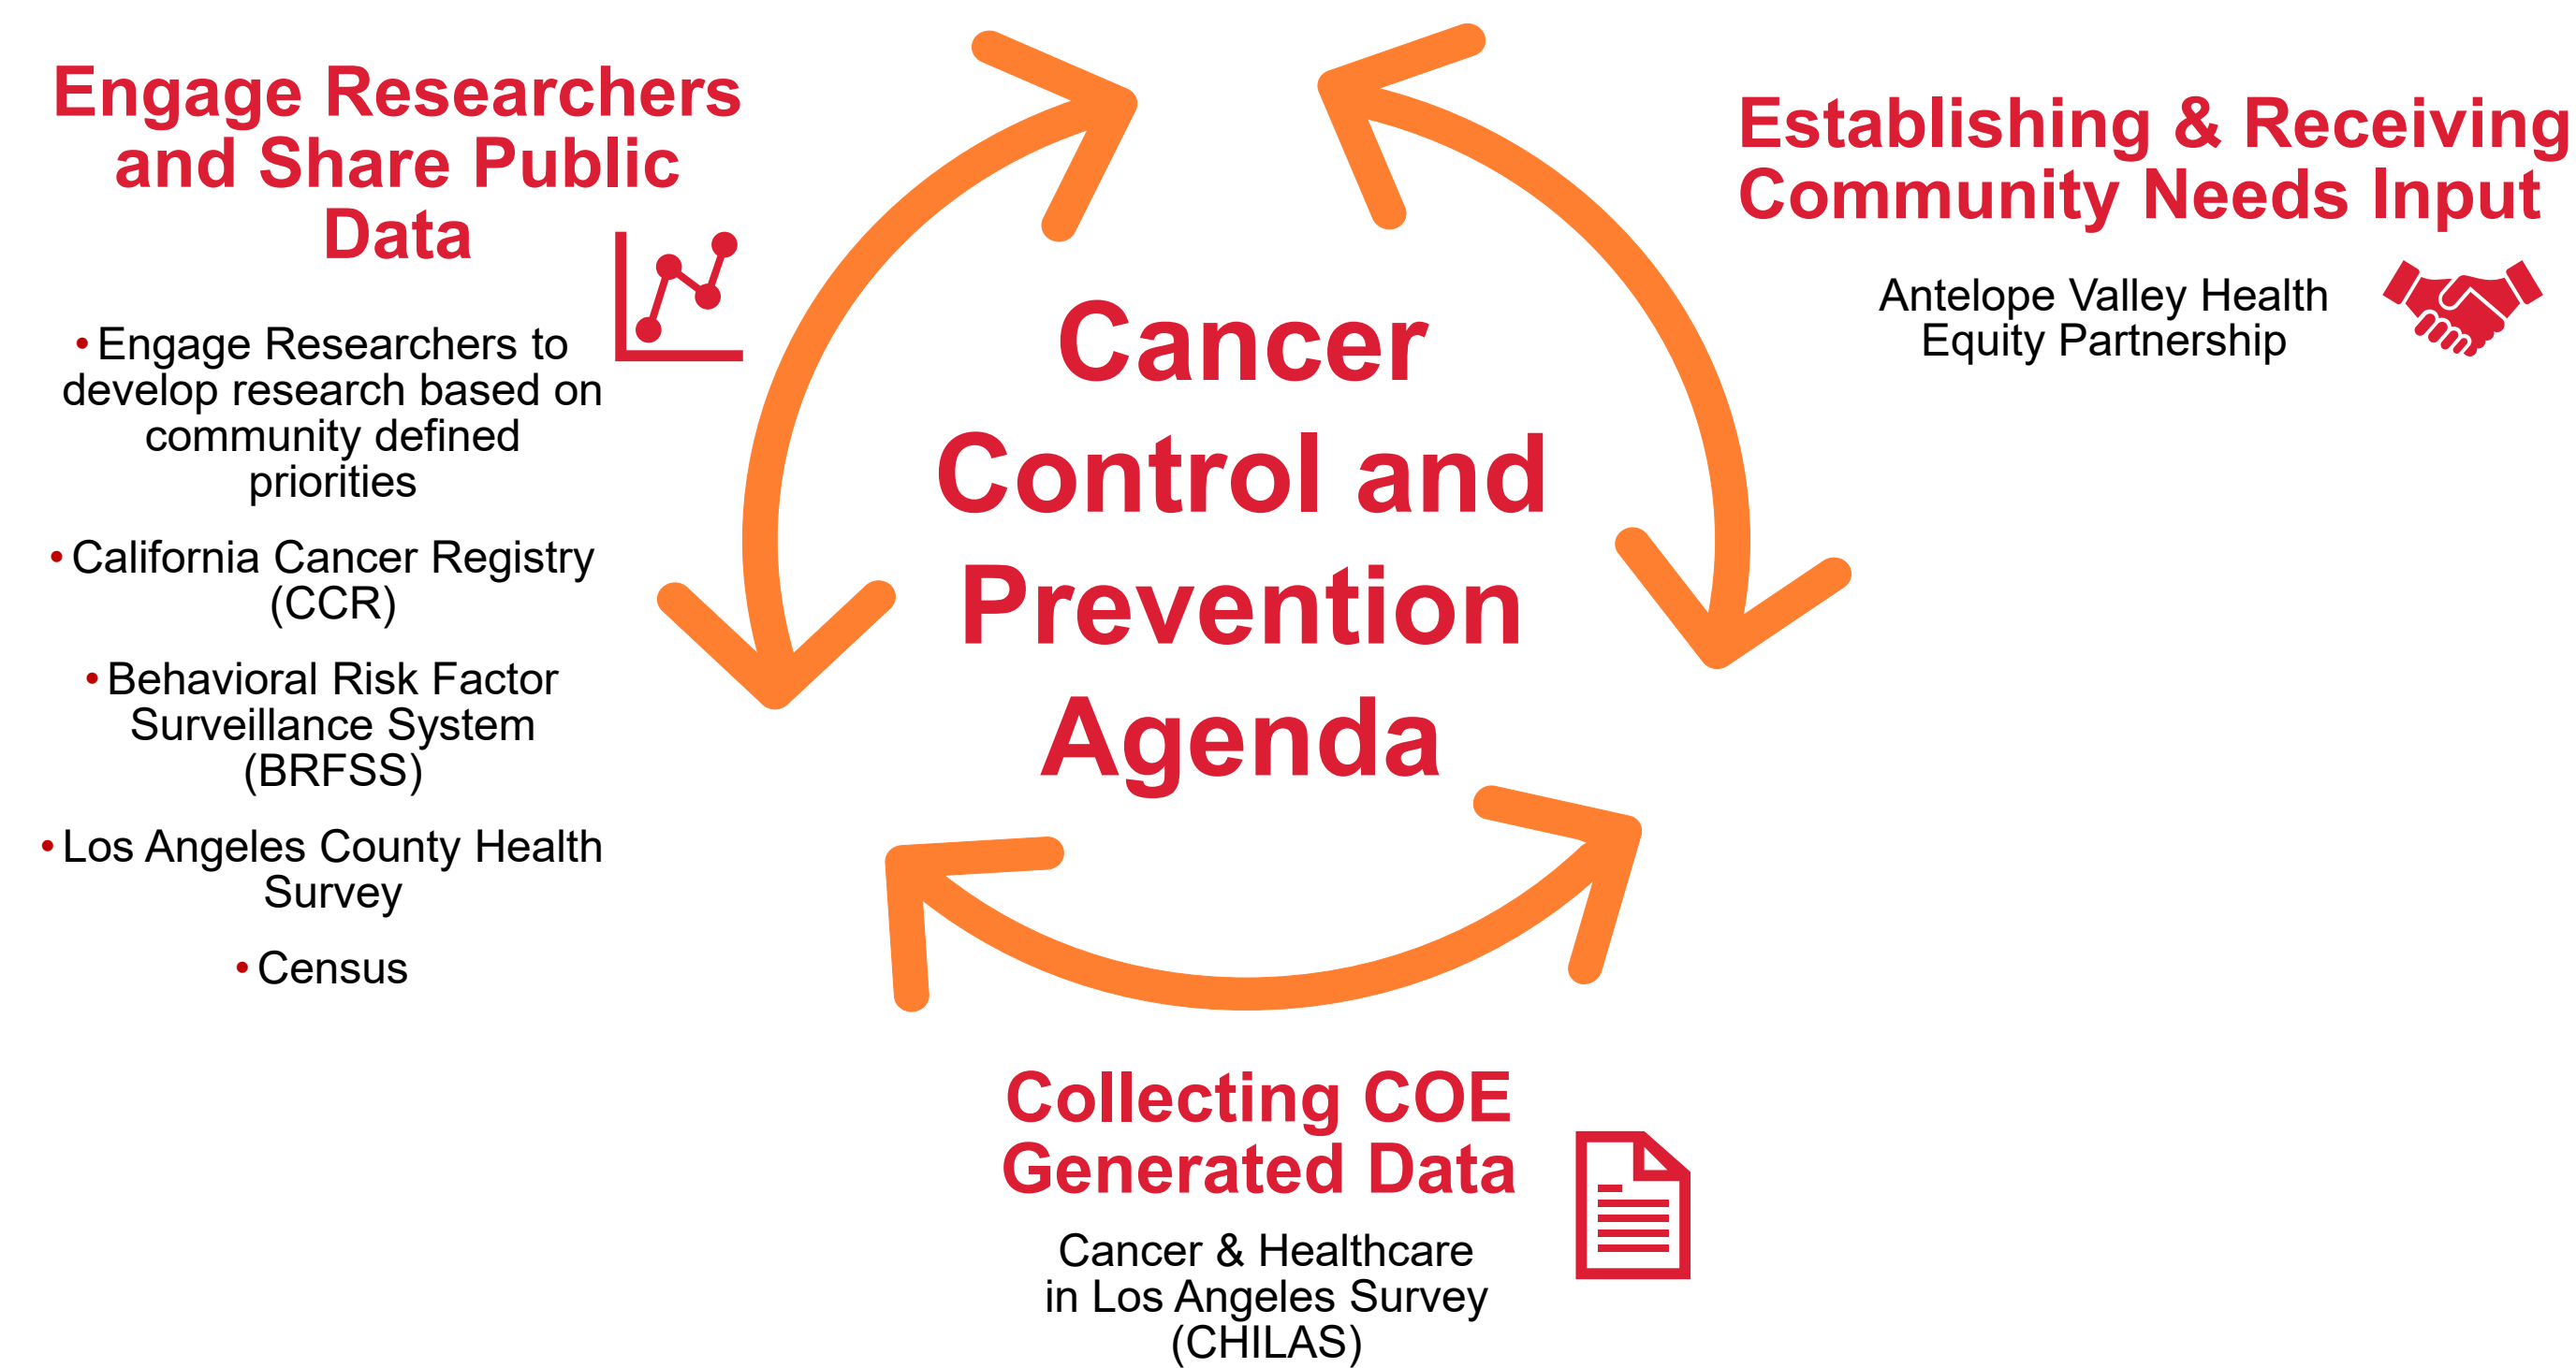 Engage Researchers
and Share Public
Data
•Engage Researchers to
develop research based on
community defined
priorities
•California Cancer Registry
(CCR)
•Behavioral Risk Factor
Surveillance System
(BRFSS)
•Los Angeles County Health
Survey
•Census
Cancer
Control and
Prevention
Agenda
Establishing & Receiving
Community Needs Input
Antelope Valley Health
Equity Partnership
Collecting COE
Generated Data
Cancer & Healthcare
in Los Angeles Survey
(CHILAS)